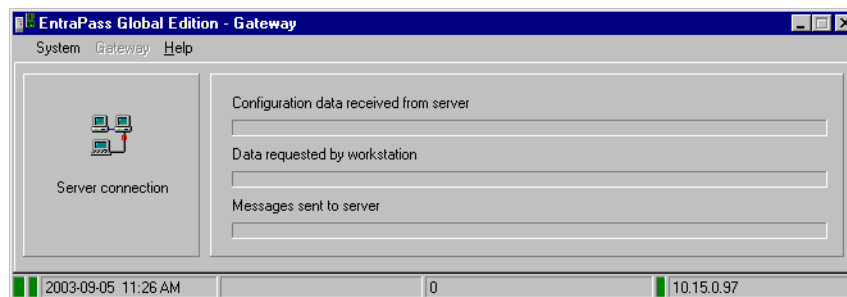 EntraPass Global Edition - Gateway
System Gateway Help
Configuration data received from server
Data requested by workstation
Server connection
Messages sent to server
2003-09-05 11:26 AM 0 10.15.0.97